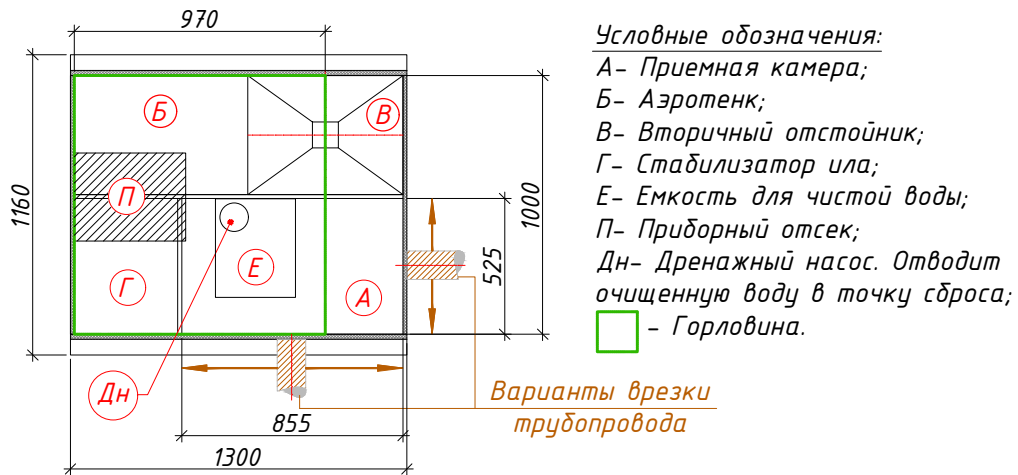 970
Условные обозначения:
А- Приемная камера;
Б- Аэротенк;
В- Вторичный отстойник;
Г- Стабилизатор ила;
Е- Емкость для чистой воды;
П- Приборный отсек;
Дн- Дренажный насос. Отводит
очищенную воду в точку сброса;
- Горловина.
Б
В
П
Г
Е
А
Дн
1160
1000
525
Варианты врезки
трубопровода
855
1300